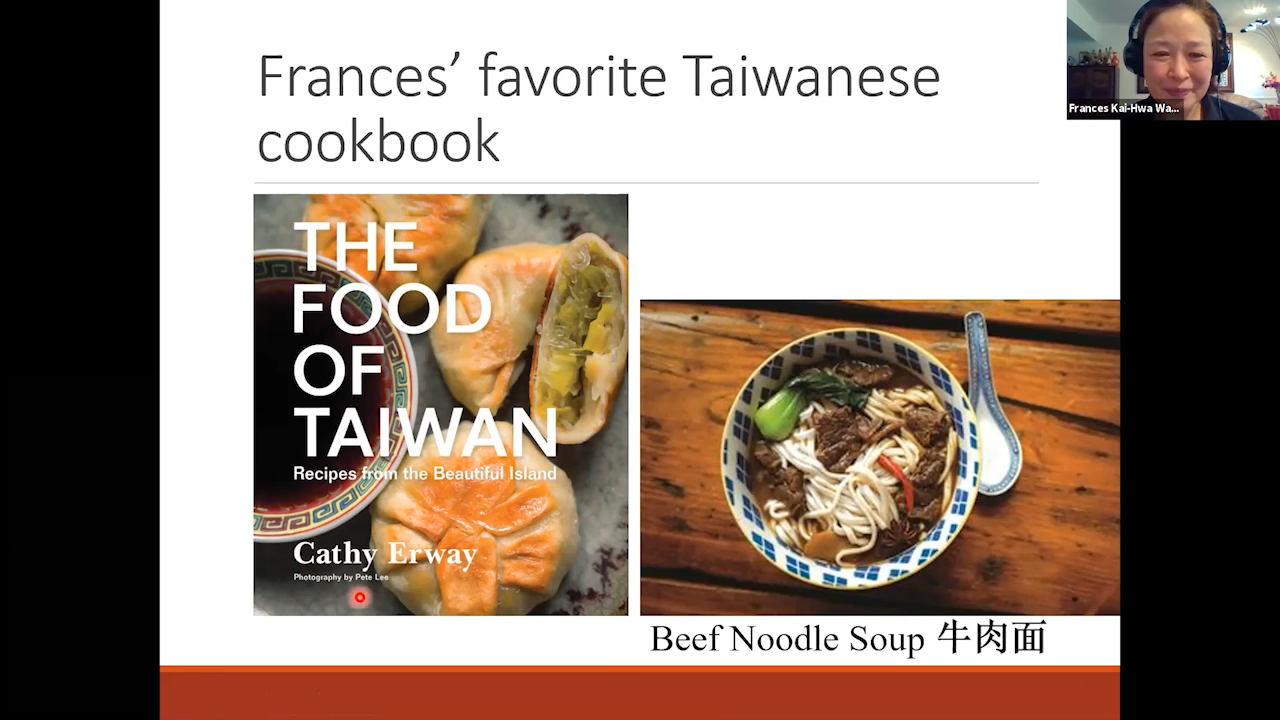 Frances’ favorite Taiwanese
cookbook
Frances Kai-Hwa Wa...
THE
FOOD
OF
TAIWAN
Recipes from the Beautiful Island
Cathy Erway
Photography by Pete Lee
Beef Noodle Soup 牛肉面